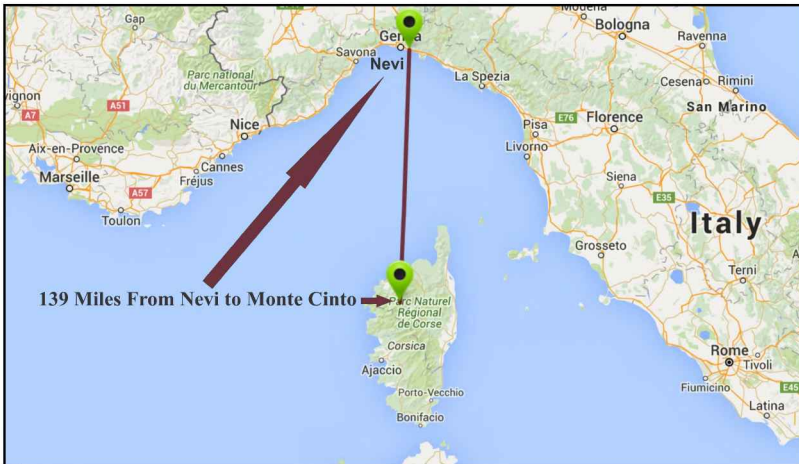 Gap
Modena
Bologna
Ravenna
Genoa
Savona
Nevi
Parc national
du Mercantour
La Spezia
Cesena
Rimini
San Marino
A51
A7
Nice
Pisa
E76
Florence
Livorno
Aix-en-Provence
Cannes
Marseille
Fréjus
A57
Siena
E35
Toulon
Italy
Grosseto
Terni
139 Miles From Nevi to Monte Cinto
Parc Naturel
Régional
de Corse
Corsica
Ajaccio
Rome
Tivoli
Porto-Vecchio
Fiumicino
E45
Bonifacio
Latina